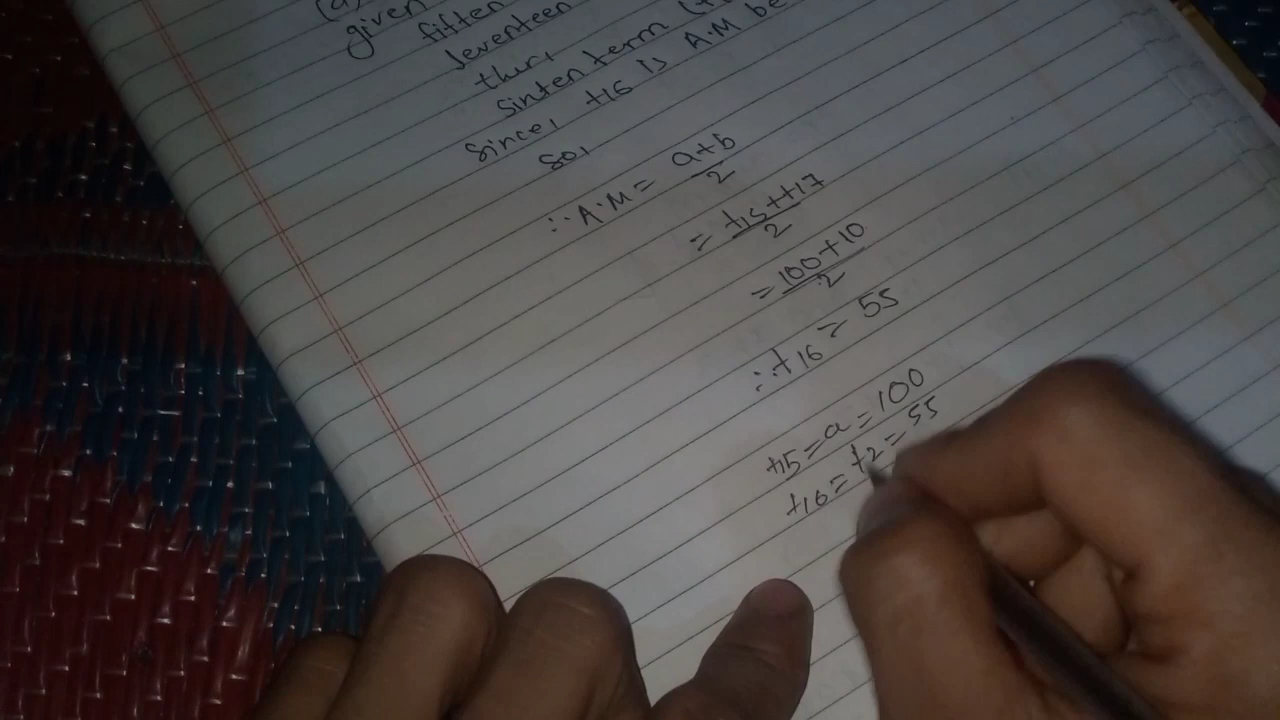 (a)
given fiften
seventeen
then,
sinten term (t
since, t16 is A.M be
So,
∴ A.M = a+b/2
= t15+t17/2
= 100+10/2
∴ t16 = 55
t15 = a = 100
t16 = t2 = 55